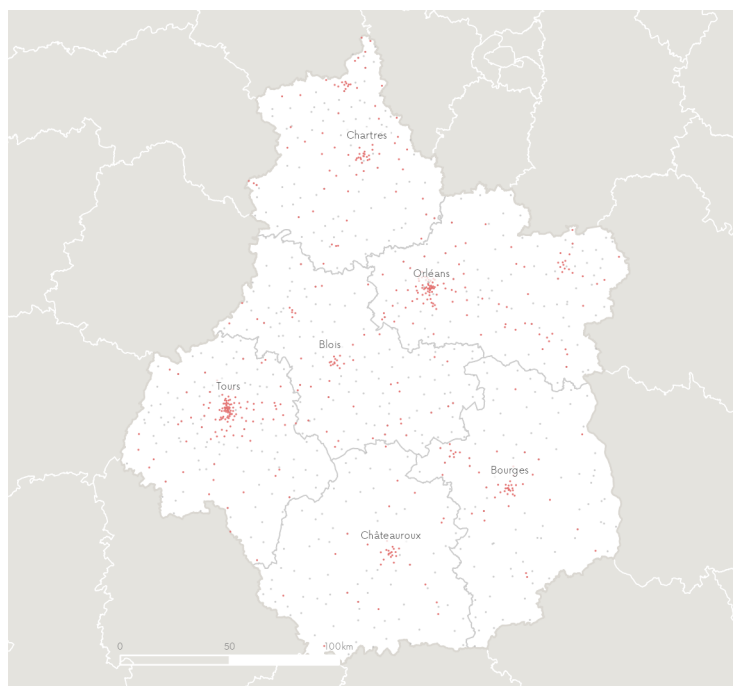 Chartres
Orléans
Blois
Tours
Bourges
Châteauroux
0 50 100km